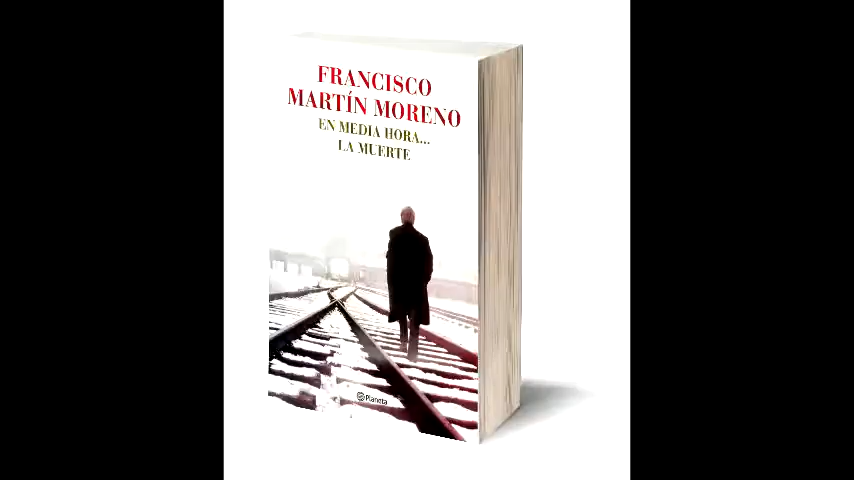 FRANCISCO
MARTÍN MORENO
EN MEDIA HORA...
LA MUERTE
Planeta